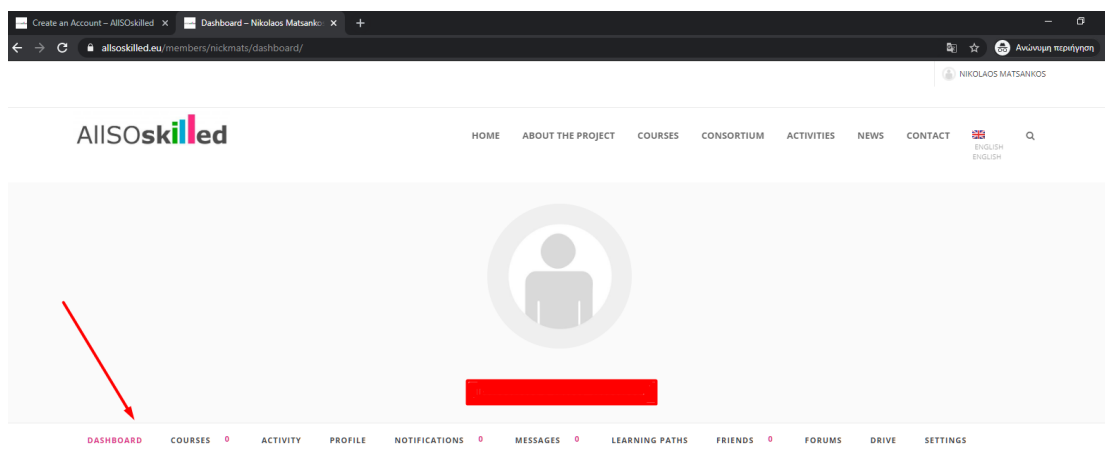 Create an Account – AllSOskilled
Dashboard – Nikolaos Matsanko
allsoskilled.eu/members/nickmats/dashboard/
Ανώνυμη περιήγηση
NIKOLAOS MATSANKOS
AllSOskilled
HOME ABOUT THE PROJECT COURSES CONSORTIUM ACTIVITIES NEWS CONTACT
ENGLISH
ENGLISH
DASHBOARD COURSES 0 ACTIVITY PROFILE NOTIFICATIONS 0 MESSAGES 0 LEARNING PATHS FRIENDS 0 FORUMS DRIVE SETTINGS